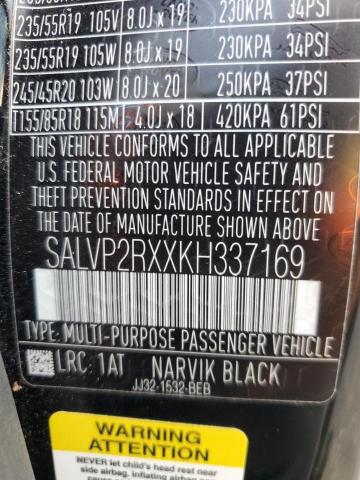 235/55R19 105V 8.0J x 19 230KPA 34PSI
235/55R19 105W 8.0J x 19 230KPA 34PSI
245/45R20 103W 8.0J x 20 250KPA 37PSI
T155/85R18 115M 4.0J x 18 420KPA 61PSI
THIS VEHICLE CONFORMS TO ALL APPLICABLE
U.S. FEDERAL MOTOR VEHICLE SAFETY AND
THEFT PREVENTION STANDARDS IN EFFECT ON
THE DATE OF MANUFACTURE SHOWN ABOVE.
SALVP2RXXKH337169
TYPE: MULTI-PURPOSE PASSENGER VEHICLE
LRC 1AT NARVIK BLACK
JJ32-1532-BEB
WARNING
ATTENTION
NEVER let child's head rest near
side airbag. Inflating airbag